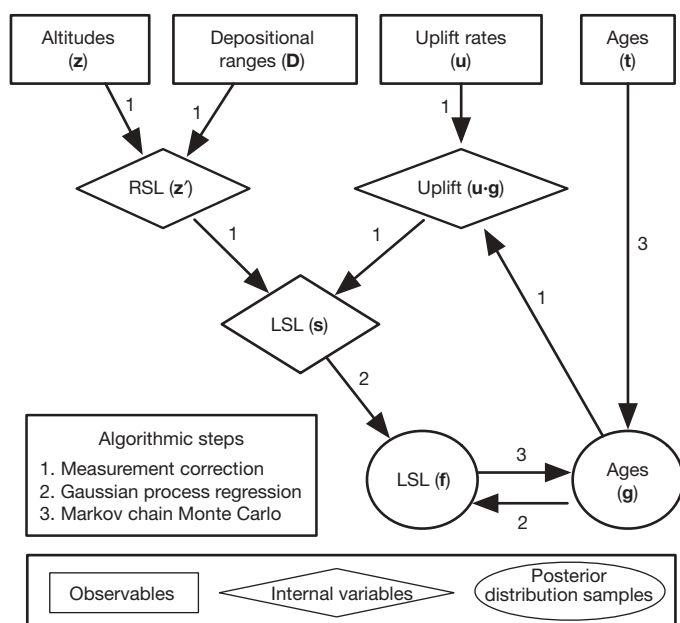 Altitudes
(z)
Depositional
ranges (D)
Uplift rates
(u)
Ages
(t)
1
1
1
RSL (z′)
Uplift (u·g)
1
1
3
1
LSL (s)
2
Algorithmic steps
1. Measurement correction
2. Gaussian process regression
3. Markov chain Monte Carlo
LSL (f)
3
2
Ages
(g)
Observables
Internal variables
Posterior
distribution samples